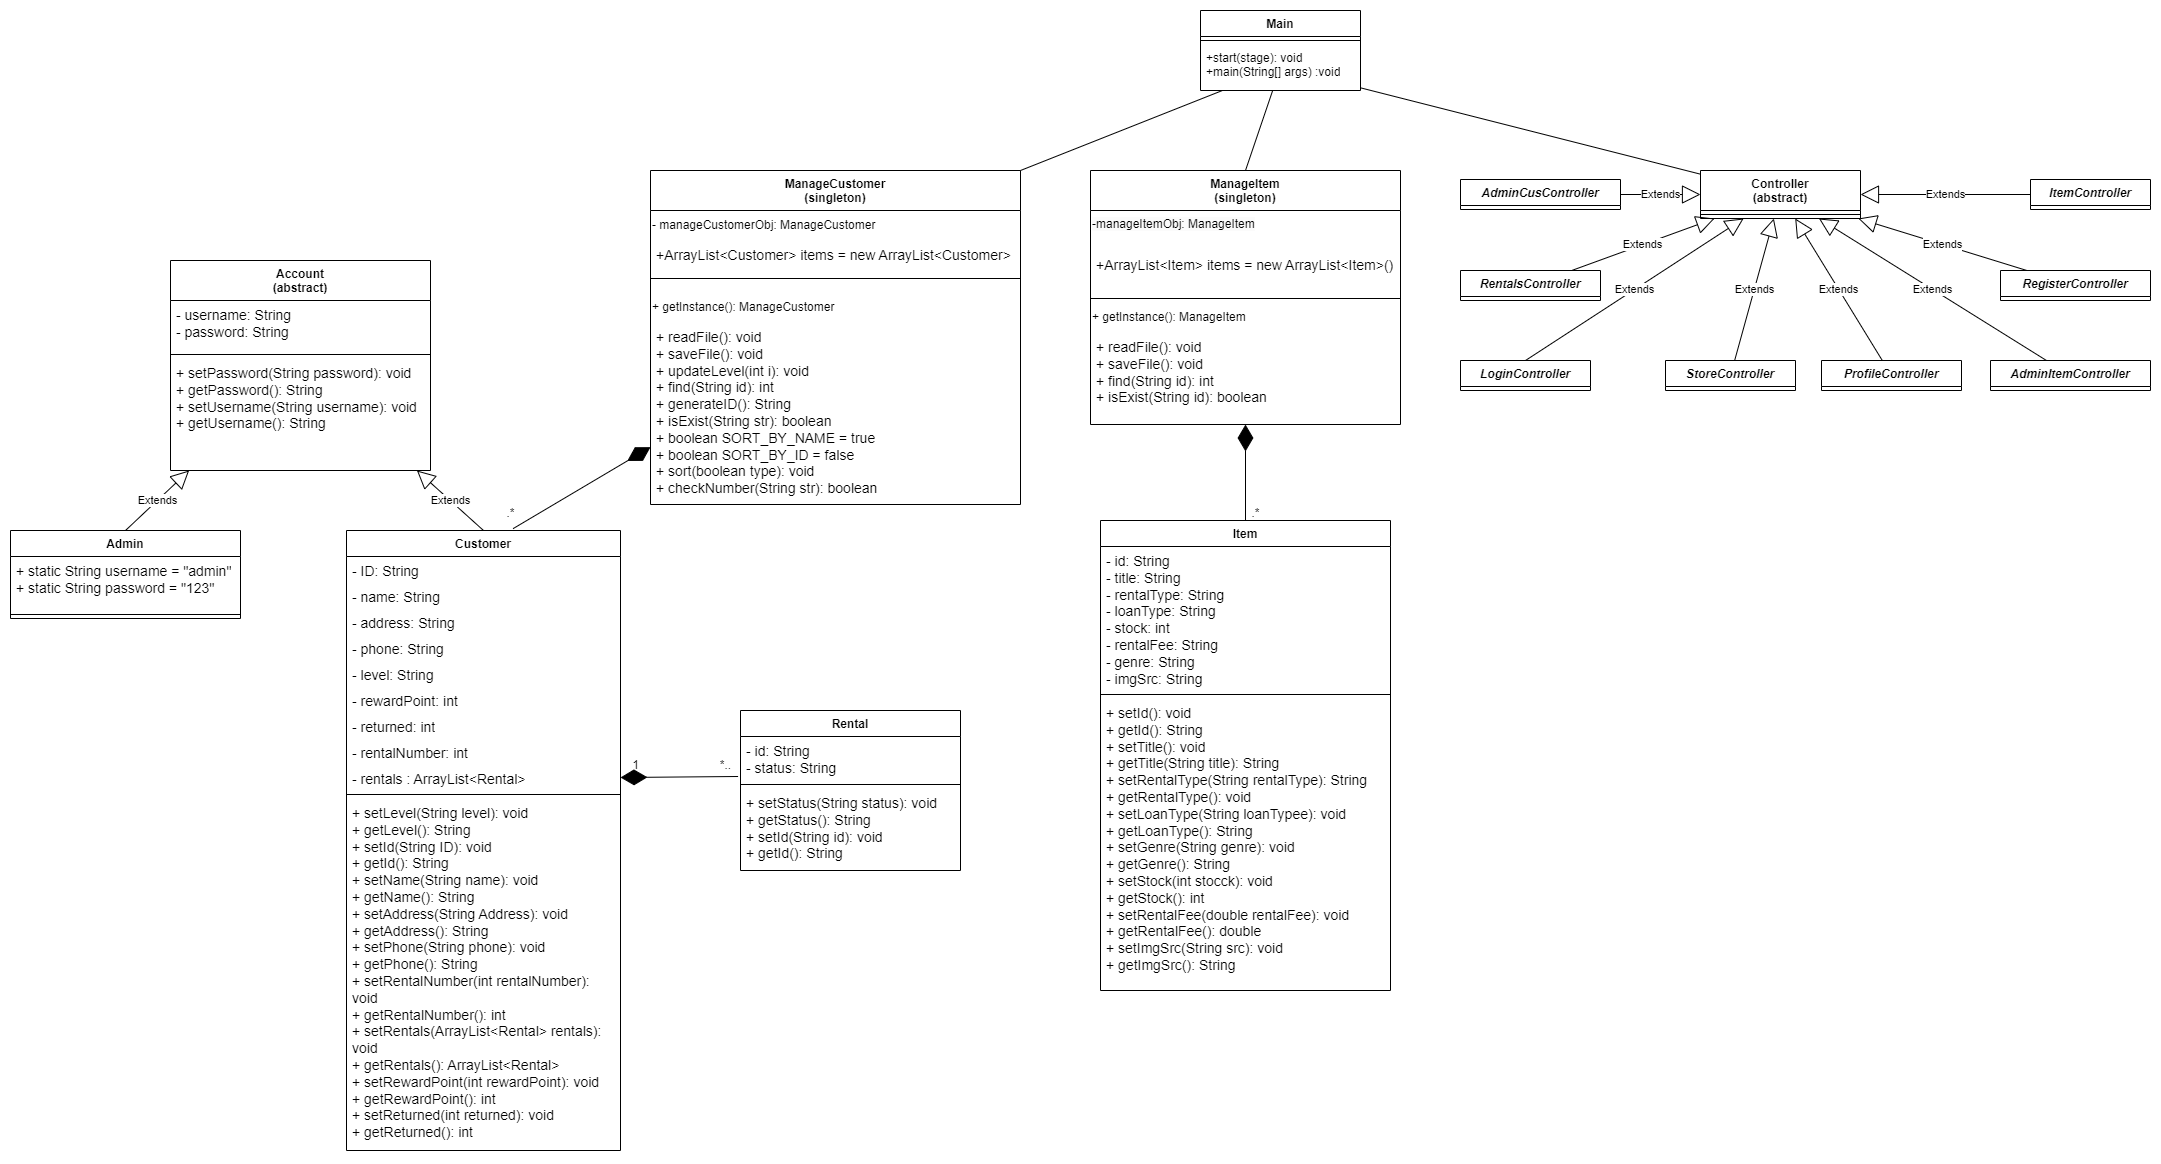 Main
+start(stage): void
+main(String[] args) :void
ManageCustomer
(singleton)
- manageCustomerObj: ManageCustomer
+ArrayList<Customer> items = new ArrayList<Customer>
+ getInstance(): ManageCustomer
+ readFile(): void
+ saveFile(): void
+ updateLevel(int i): void
+ find(String id): int
+ generateID(): String
+ isExist(String str): boolean
+ boolean SORT_BY_NAME = true
+ boolean SORT_BY_ID = false
+ sort(boolean type): void
+ checkNumber(String str): boolean
ManageItem
(singleton)
-manageItemObj: ManageItem
+ArrayList<Item> items = new ArrayList<Item>()
+ getInstance(): ManageItem
+ readFile(): void
+ saveFile(): void
+ find(String id): int
+ isExist(String id): boolean
Controller
(abstract)
AdminCusController
Extends
ItemController
Extends
RentalsController
Extends
RegisterController
Extends
LoginController
Extends
StoreController
Extends
ProfileController
Extends
AdminItemController
Extends
Account
(abstract)
- username: String
- password: String
+ setPassword(String password): void
+ getPassword(): String
+ setUsername(String username): void
+ getUsername(): String
Extends
Extends
.*
.*
Admin
+ static String username = "admin"
+ static String password = "123"
Customer
- ID: String
- name: String
- address: String
- phone: String
- level: String
- rewardPoint: int
- returned: int
- rentalNumber: int
- rentals : ArrayList<Rental>
+ setLevel(String level): void
+ getLevel(): String
+ setId(String ID): void
+ getId(): String
+ setName(String name): void
+ getName(): String
+ setAddress(String Address): void
+ getAddress(): String
+ setPhone(String phone): void
+ getPhone(): String
+ setRentalNumber(int rentalNumber):
void
+ getRentalNumber(): int
+ setRentals(ArrayList<Rental> rentals):
void
+ getRentals(): ArrayList<Rental>
+ setRewardPoint(int rewardPoint): void
+ getRewardPoint(): int
+ setReturned(int returned): void
+ getReturned(): int
1
*..
Rental
- id: String
- status: String
+ setStatus(String status): void
+ getStatus(): String
+ setId(String id): void
+ getId(): String
Item
- id: String
- title: String
- rentalType: String
- loanType: String
- stock: int
- rentalFee: String
- genre: String
- imgSrc: String
+ setId(): void
+ getId(): String
+ setTitle(): void
+ getTitle(String title): String
+ setRentalType(String rentalType): String
+ getRentalType(): void
+ setLoanType(String loanTypee): void
+ getLoanType(): String
+ setGenre(String genre): void
+ getGenre(): String
+ setStock(int stocck): void
+ getStock(): int
+ setRentalFee(double rentalFee): void
+ getRentalFee(): double
+ setImgSrc(String src): void
+ getImgSrc(): String